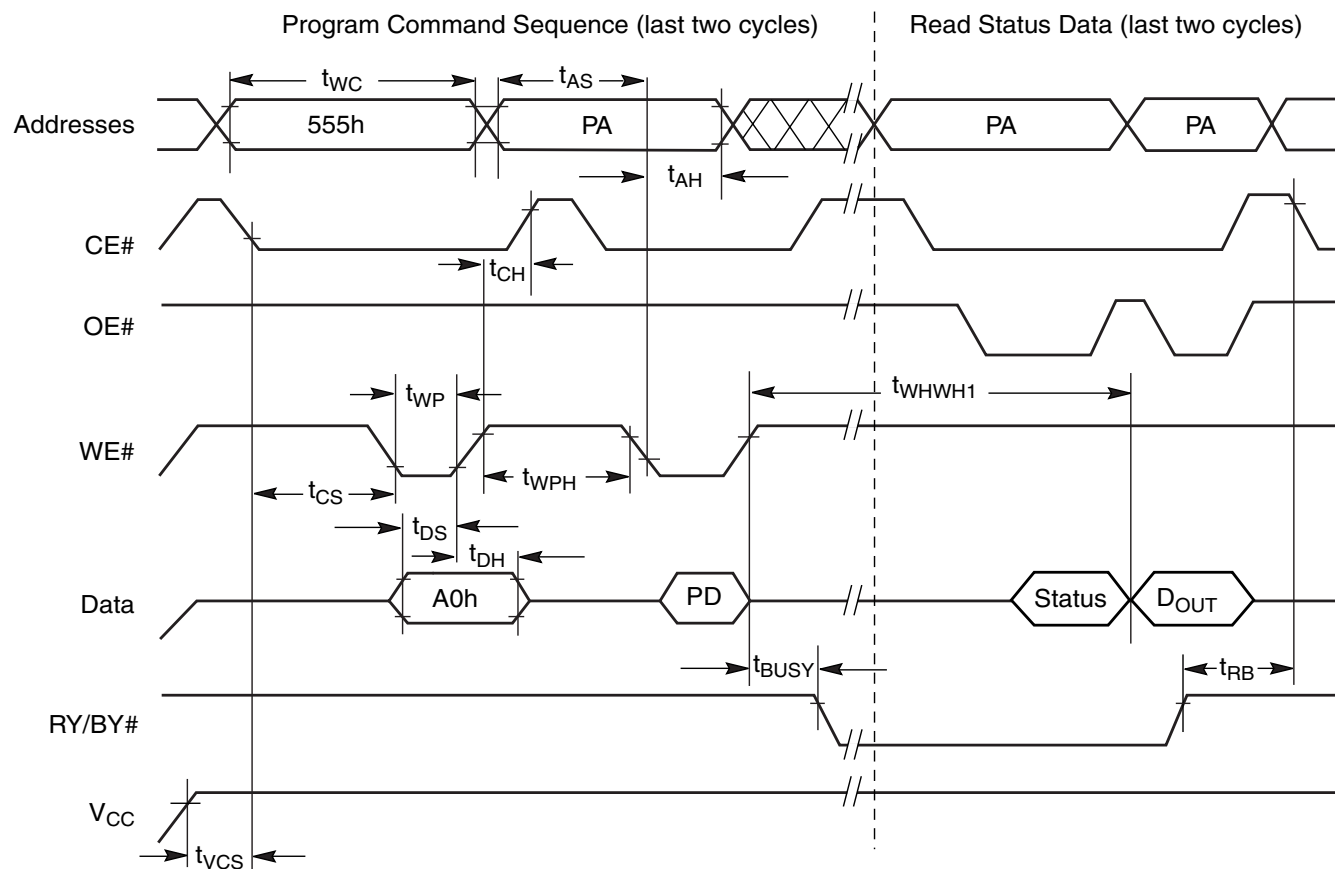 Program Command Sequence (last two cycles)
Read Status Data (last two cycles)
tWC
tAS
Addresses
555h
PA
PA
PA
tAH
CE#
tCH
OE#
tWP
tWHWH1
WE#
tCS
tWPH
tDS
tDH
Data
A0h
PD
Status
DOUT
tBUSY
tRB
RY/BY#
VCC
tVCS